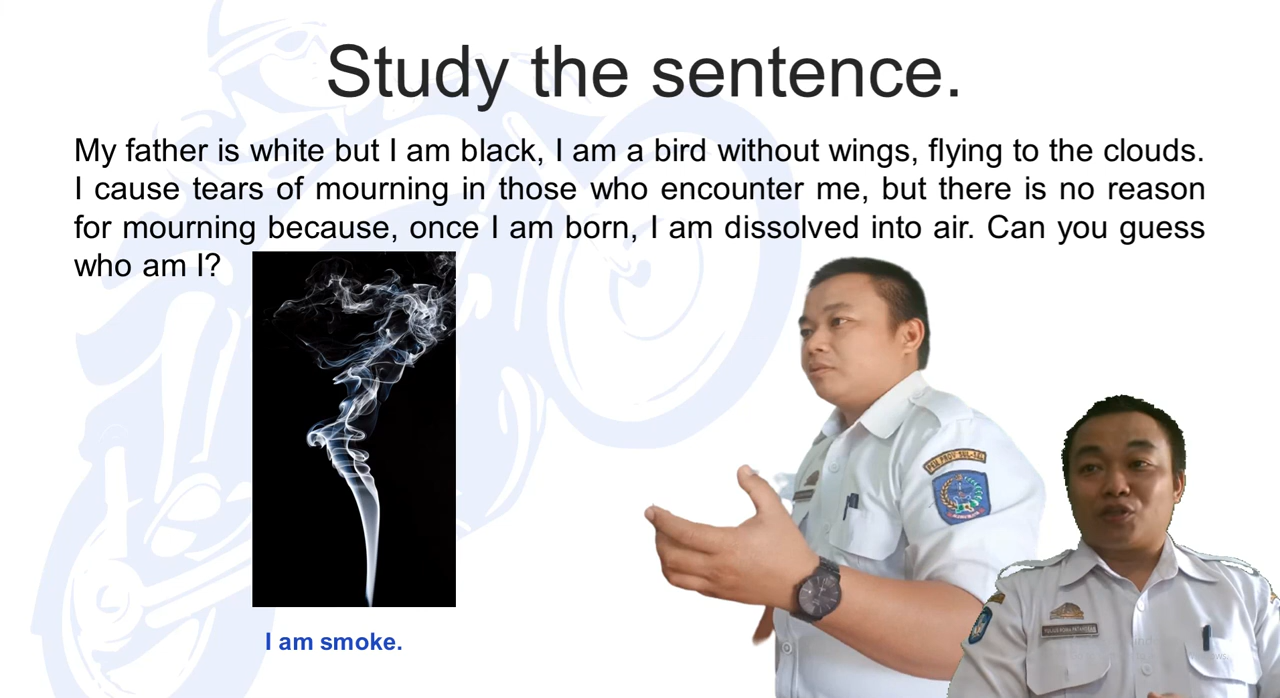 Study the sentence.
My father is white but I am black, I am a bird without wings, flying to the clouds.
I cause tears of mourning in those who encounter me, but there is no reason
for mourning because, once I am born, I am dissolved into air. Can you guess
who am I?
I am smoke.